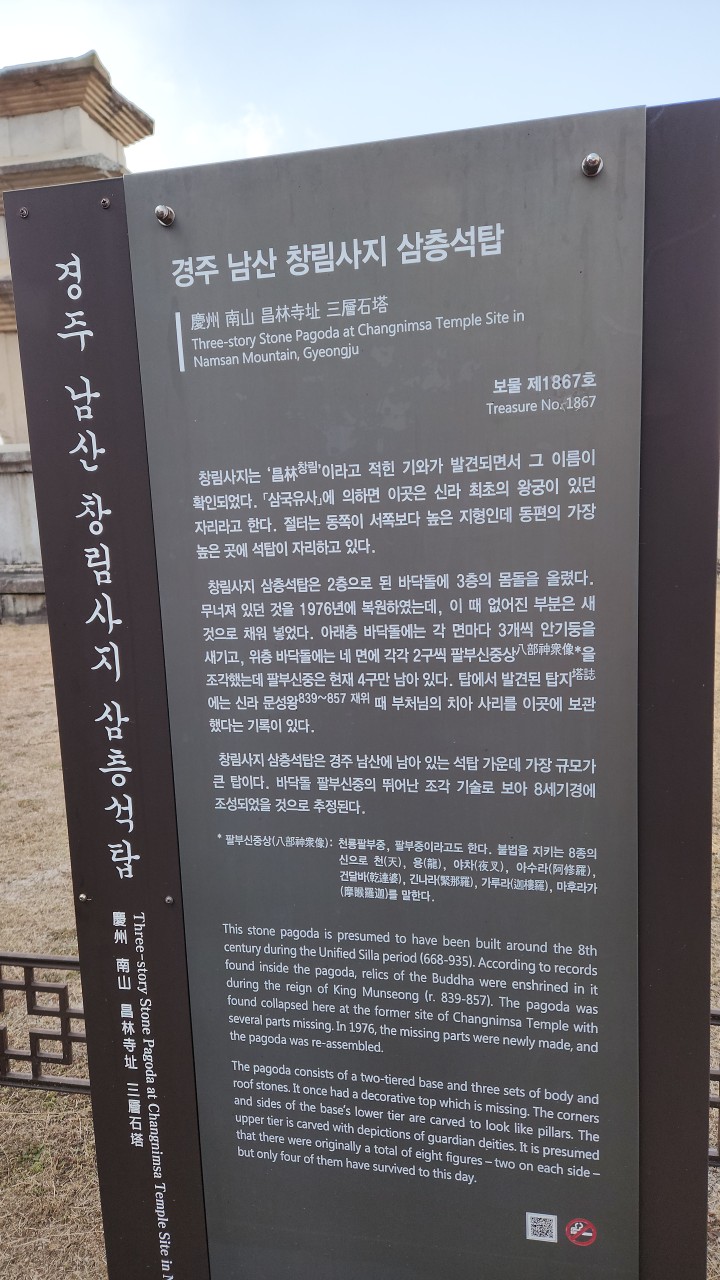 경주 남산 창림사지 삼층석탑
慶州 南山 昌林寺址 三層石塔
Three-story Stone Pagoda at Changnimsa Temple Site in
경주 남산 창림사지 삼층석탑
慶州 南山 昌林寺址 三層石塔
Three-story Stone Pagoda at Changnimsa Temple Site in
Namsan Mountain, Gyeongju
보물 제1867호
Treasure No. 1867
창림사지는 '昌林창림'이라고 적힌 기와가 발견되면서 그 이름이
확인되었다. 「삼국유사」에 의하면 이곳은 신라 최초의 왕궁이 있던
자리라고 한다. 절터는 동쪽이 서쪽보다 높은 지형인데 동편의 가장
높은 곳에 석탑이 자리하고 있다.
창림사지 삼층석탑은 2층으로 된 바닥돌에 3층의 몸돌을 올렸다.
무너져 있던 것을 1976년에 복원하였는데, 이 때 없어진 부분은 새
것으로 채워 넣었다. 아래층 바닥돌에는 각 면마다 3개씩 안기둥을
새기고, 위층 바닥돌에는 네 면에 각각 2구씩 팔부신중상八部神衆像*을
조각했는데 팔부신중은 현재 4구만 남아 있다. 탑에서 발견된 탑지塔誌
에는 신라 문성왕839~857 재위 때 부처님의 치아 사리를 이곳에 보관
했다는 기록이 있다.
창림사지 삼층석탑은 경주 남산에 남아 있는 석탑 가운데 가장 규모가
큰 탑이다. 바닥돌 팔부신중의 뛰어난 조각 기술로 보아 8세기경에
조성되었을 것으로 추정된다.
* 팔부신중상(八部神衆像): 천룡팔부중, 팔부중이라고도 한다. 불법을 지키는 8종의
신으로 천(天), 용(龍), 야차(夜叉), 아수라(阿修羅),
건달바(乾達婆), 긴나라(緊那羅), 가루라(迦樓羅), 마후라가
(摩睺羅迦)를 말한다.
This stone pagoda is presumed to have been built around the 8th
century during the Unified Silla period (668-935). According to records
found inside the pagoda, relics of the Buddha were enshrined in it
during the reign of King Munseong (r. 839-857). The pagoda was
found collapsed here at the former site of Changnimsa Temple with
several parts missing. In 1976, the missing parts were newly made, and
the pagoda was re-assembled.
The pagoda consists of a two-tiered base and three sets of body and
roof stones. It once had a decorative top which is missing. The corners
and sides of the base's lower tier are carved to look like pillars. The
upper tier is carved with depictions of guardian deities. It is presumed
that there were originally a total of eight figures – two on each side –
but only four of them have survived to this day.